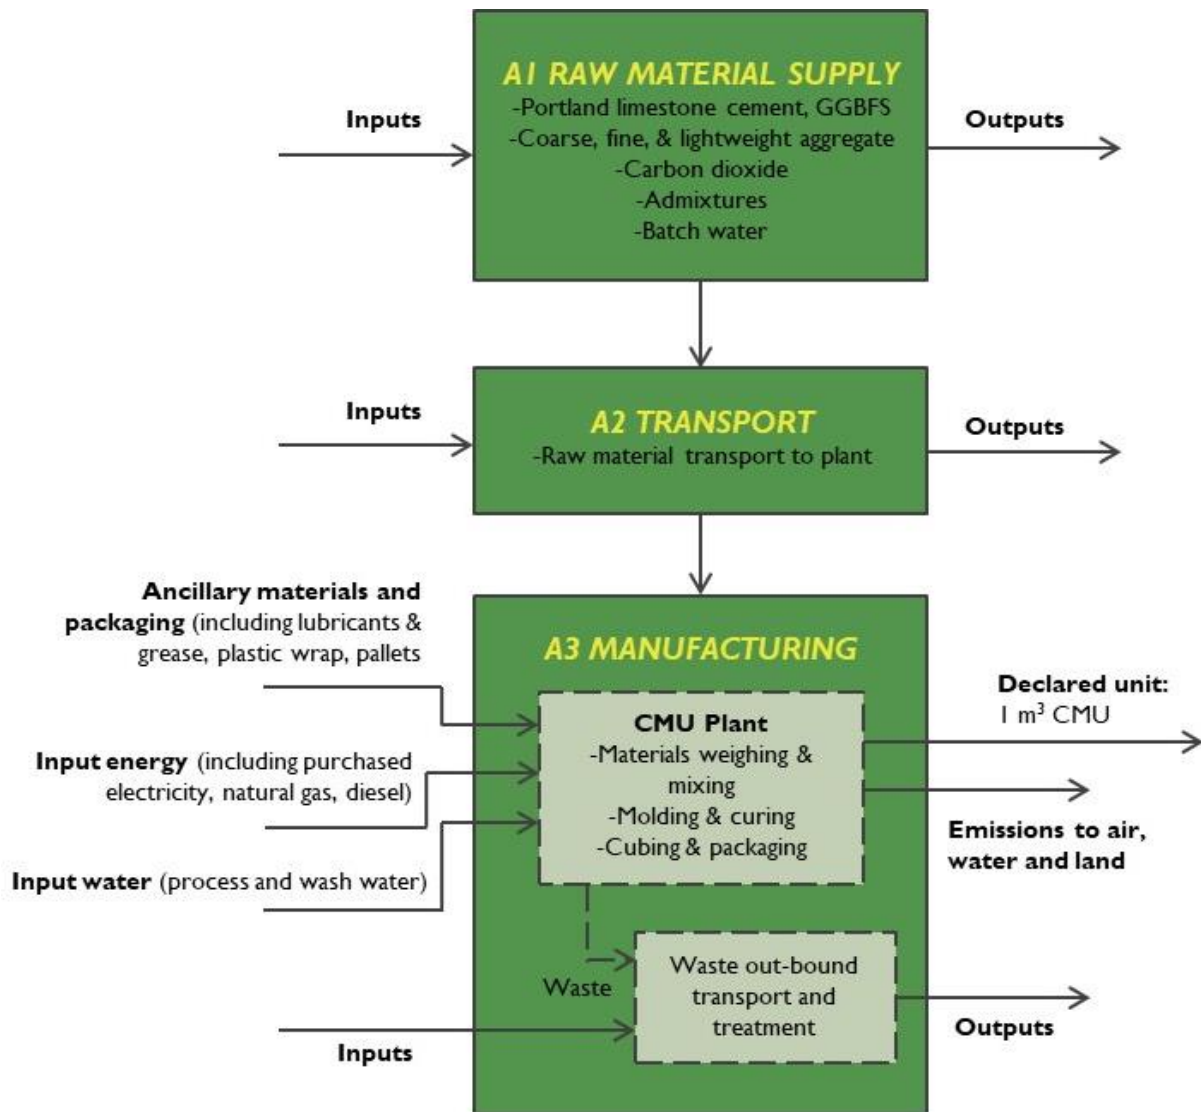 A1 RAW MATERIAL SUPPLY
-Portland limestone cement, GGBFS
-Coarse, fine, & lightweight aggregate
-Carbon dioxide
-Admixtures
-Batch water
Inputs
Outputs
A2 TRANSPORT
-Raw material transport to plant
Inputs
Outputs
Ancillary materials and
packaging (including lubricants &
grease, plastic wrap, pallets
Input energy (including purchased
electricity, natural gas, diesel)
Input water (process and wash water)
A3 MANUFACTURING
CMU Plant
-Materials weighing &
mixing
-Molding & curing
-Cubing & packaging
Declared unit:
1 m³ CMU
Emissions to air,
water and land
Waste
Waste out-bound
transport and
treatment
Inputs
Outputs